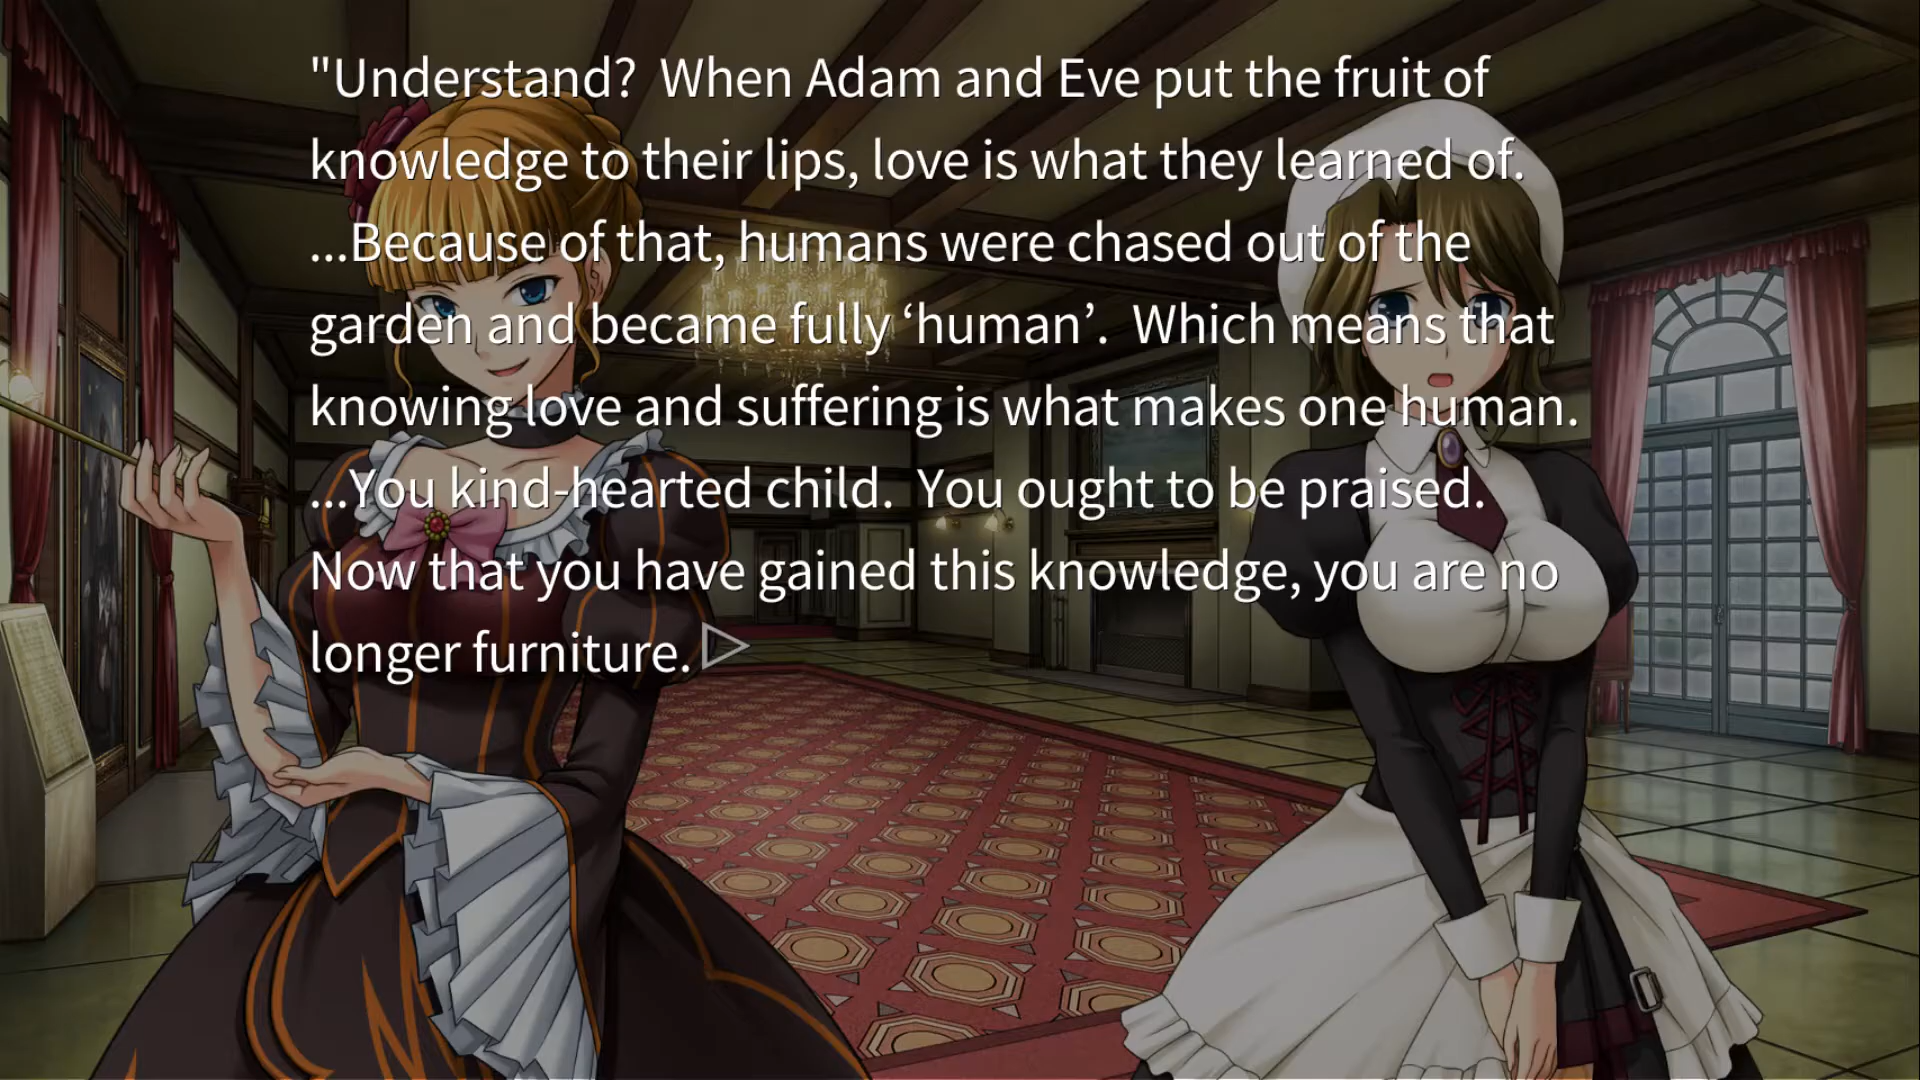 "Understand?  When Adam and Eve put the fruit of
knowledge to their lips, love is what they learned of.
...Because of that, humans were chased out of the
garden and became fully ‘human’.  Which means that
knowing love and suffering is what makes one human.
...You kind-hearted child.  You ought to be praised.
Now that you have gained this knowledge, you are no
longer furniture.